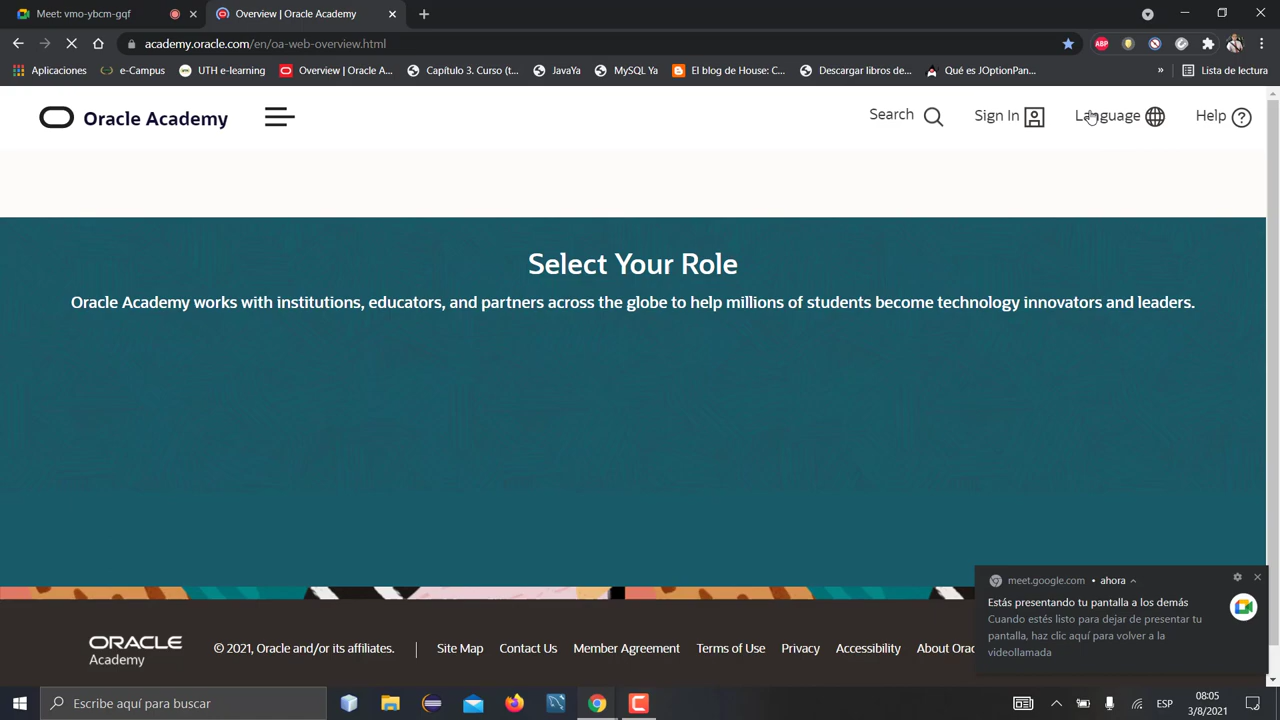 Meet: vmo-ybcm-gqf
Overview | Oracle Academy
academy.oracle.com/en/oa-web-overview.html
ABP
Aplicaciones
e-Campus
UTH e-learning
Overview | Oracle A...
Capítulo 3. Curso (t...
JavaYa
MySQL Ya
El blog de House: C...
Descargar libros de...
Qué es JOptionPan...
»
Lista de lectura
Oracle Academy
Search
Sign In
Language
Help
Select Your Role
Oracle Academy works with institutions, educators, and partners across the globe to help millions of students become technology innovators and leaders.
meet.google.com • ahora
Estás presentando tu pantalla a los demás
Cuando estés listo para dejar de presentar tu
pantalla, haz clic aquí para volver a la
videollamada
ORACLE
Academy
© 2021, Oracle and/or its affiliates.
Site Map
Contact Us
Member Agreement
Terms of Use
Privacy
Accessibility
About Orac
Escribe aquí para buscar
ESP
08:05
3/8/2021